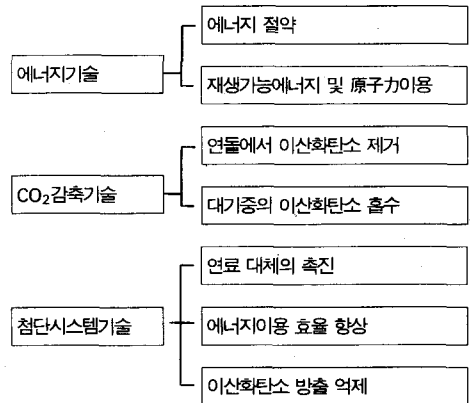 에너지 절약
에너지기술
재생가능에너지 및 原子力이용
연돌에서 이산화탄소 제거
CO₂감축기술
대기중의 이산화탄소 흡수
연료 대체의 촉진
첨단시스템기술
에너지이용 효율 향상
이산화탄소 방출 억제